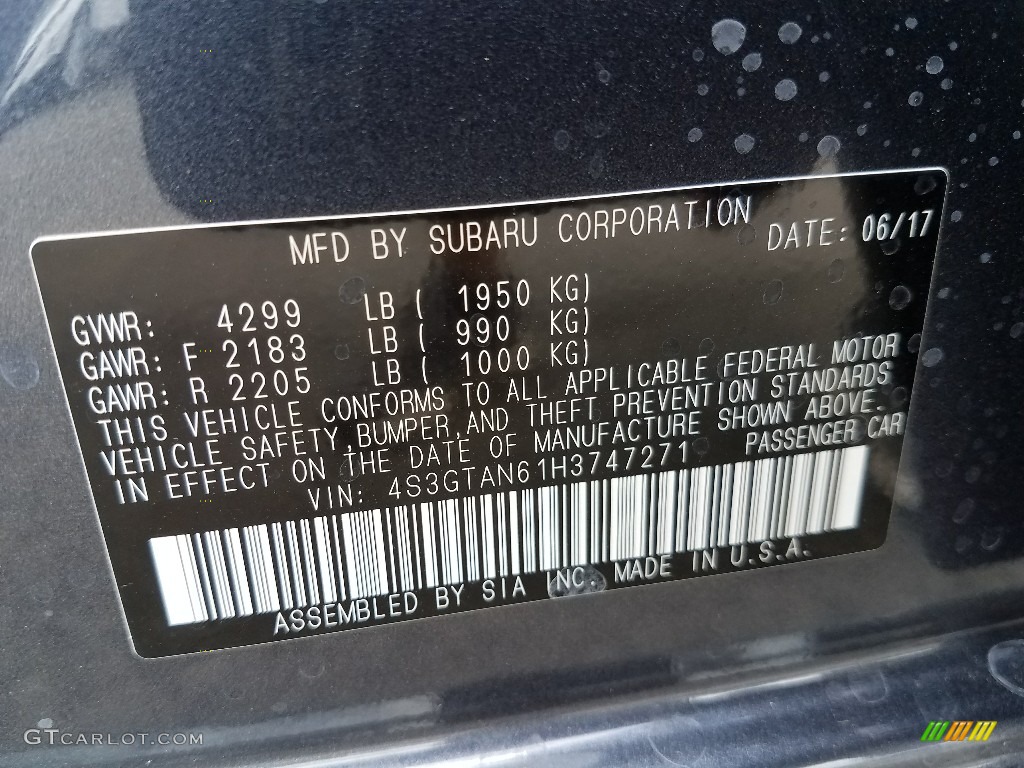 MFD BY SUBARU CORPORATION DATE: 06/17
GVWR: 4299 LB ( 1950 KG)
GAWR: F 2183 LB ( 990 KG)
GAWR: R 2205 LB ( 1000 KG)
THIS VEHICLE CONFORMS TO ALL APPLICABLE FEDERAL MOTOR
VEHICLE SAFETY, BUMPER, AND THEFT PREVENTION STANDARDS
IN EFFECT ON THE DATE OF MANUFACTURE SHOWN ABOVE.
VIN: 4S3GTAN61H3747271 PASSENGER CAR
ASSEMBLED BY SIA INC. MADE IN U.S.A.
GTCARLOT.COM